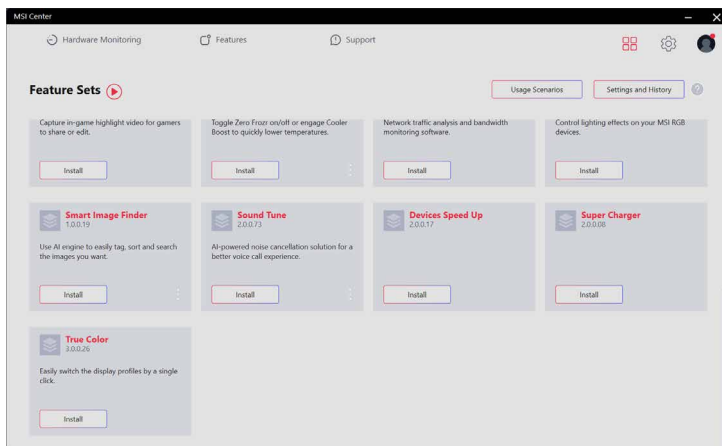 MSI Center
Hardware Monitoring
Features
Support
Feature Sets
Usage Scenarios
Settings and History
?
Capture in-game highlight video for gamers
to share or edit.
Install
Toggle Zero Frozr on/off or engage Cooler
Boost to quickly lower temperatures.
Install
Network traffic analysis and bandwidth
monitoring software.
Install
Control lighting effects on your MSI RGB
devices.
Install
Smart Image Finder
1.0.0.19
Use AI engine to easily tag, sort and search
the images you want.
Install
Sound Tune
2.0.0.73
AI-powered noise cancellation solution for a
better voice call experience.
Install
Devices Speed Up
2.0.0.17
Install
Super Charger
2.0.0.08
Install
True Color
3.0.0.26
Easily switch the display profiles by a single
click.
Install